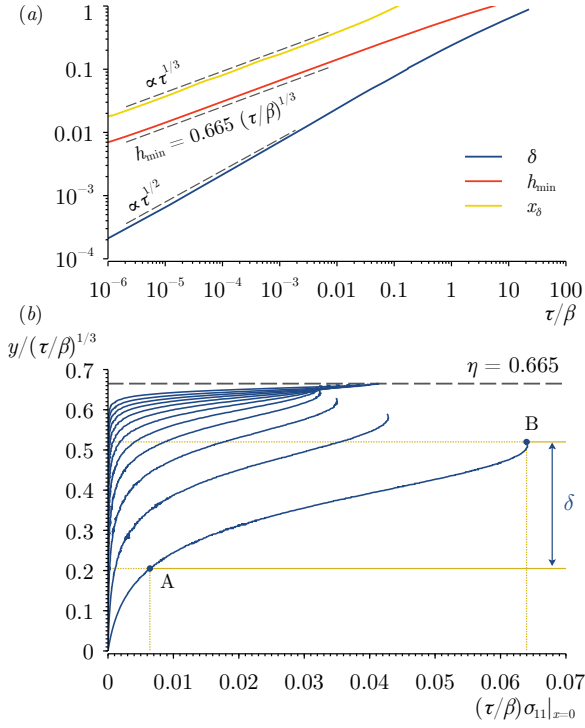 (a)
1
0.1
0.01
10⁻³
10⁻⁴
∝τ^1/3
h_min = 0.665 (τ/β)^1/3
∝τ^1/2
δ
h_min
x_δ
10⁻⁶ 10⁻⁵ 10⁻⁴ 10⁻³ 0.01 0.1 1 10 100
τ/β
(b)
y/(τ/β)^1/3
η = 0.665
0.7
0.6
0.5
0.4
0.3
0.2
0.1
0
B
δ
A
0 0.01 0.02 0.03 0.04 0.05 0.06 0.07
(τ/β)σ₁₁|ₓ₌₀